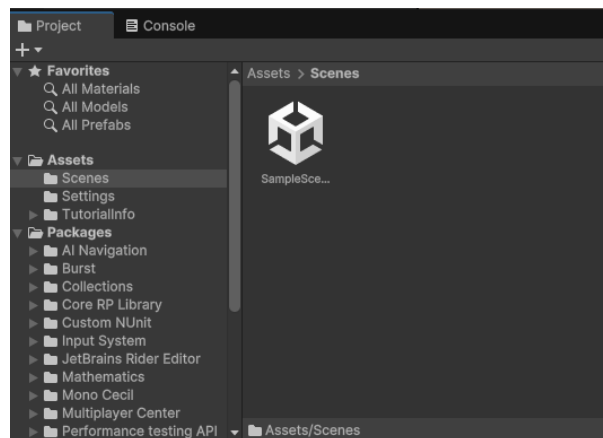 Project
Console
Favorites
All Materials
All Models
All Prefabs
Assets
Scenes
Settings
TutorialInfo
Packages
AI Navigation
Burst
Collections
Core RP Library
Custom NUnit
Input System
JetBrains Rider Editor
Mathematics
Mono Cecil
Multiplayer Center
Performance testing API
Assets > Scenes
SampleSce...
Assets/Scenes